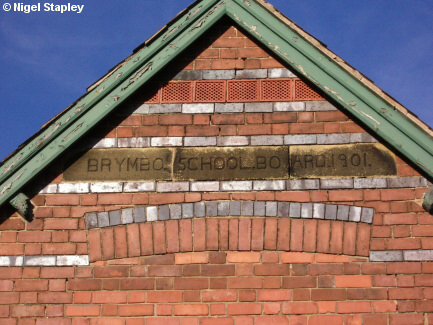 © Nigel Stapley
BRYMBO. SCHOOL.BOARD.1901.